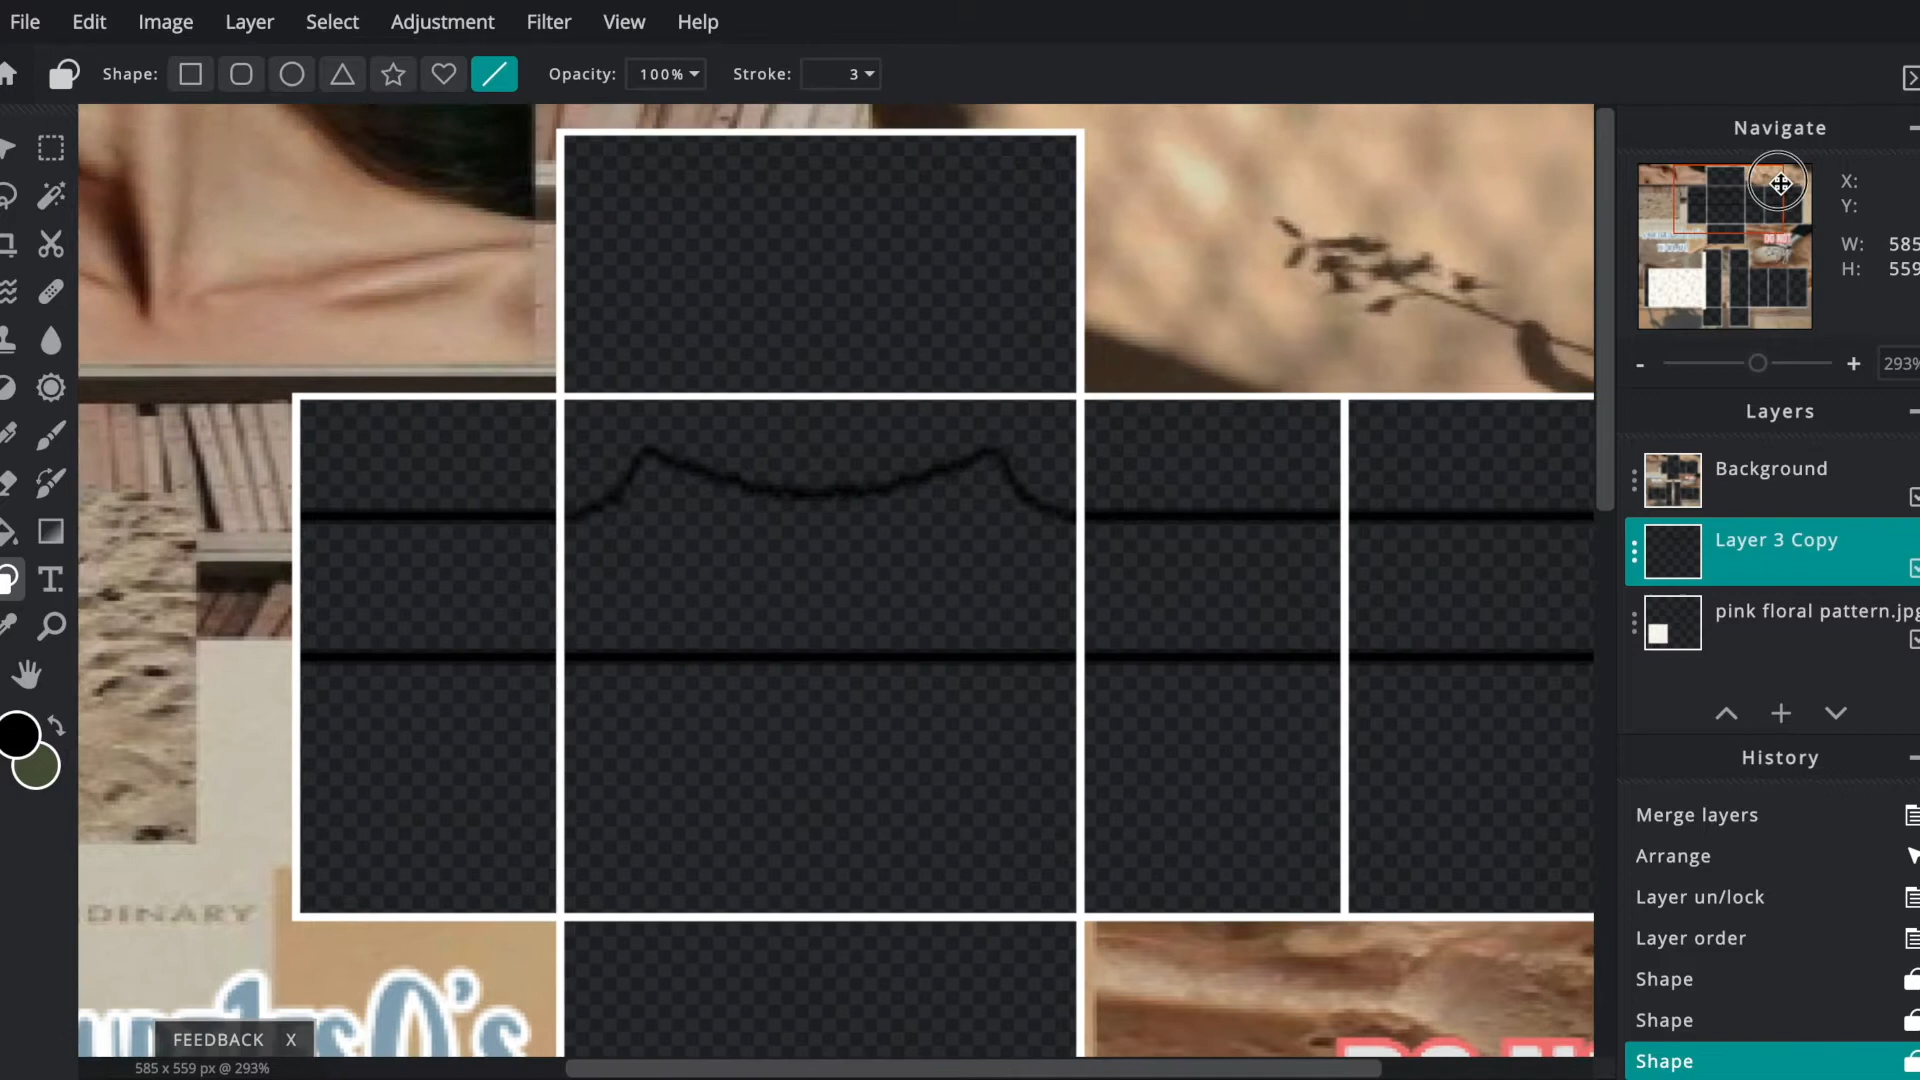 File Edit Image Layer Select Adjustment Filter View Help
Shape: Opacity: 100% Stroke: 3
Navigate
X:
Y:
W: 585
H: 559
- + 293%
Layers
Background
Layer 3 Copy
pink floral pattern.jpg
History
Merge layers
Arrange
Layer un/lock
Layer order
Shape
Shape
Shape
DINARY
FEEDBACK X
585 x 559 px @ 293%
T
DO NOT